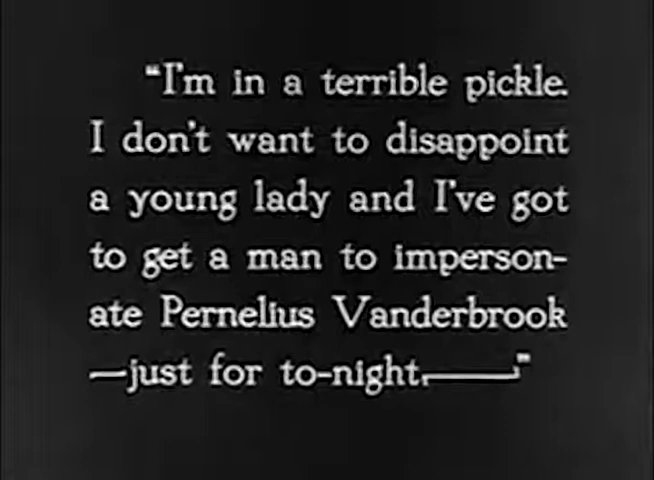 "I'm in a terrible pickle.
I don't want to disappoint
a young lady and I've got
to get a man to imperson-
ate Pernelius Vanderbrook
—just for to-night.——"